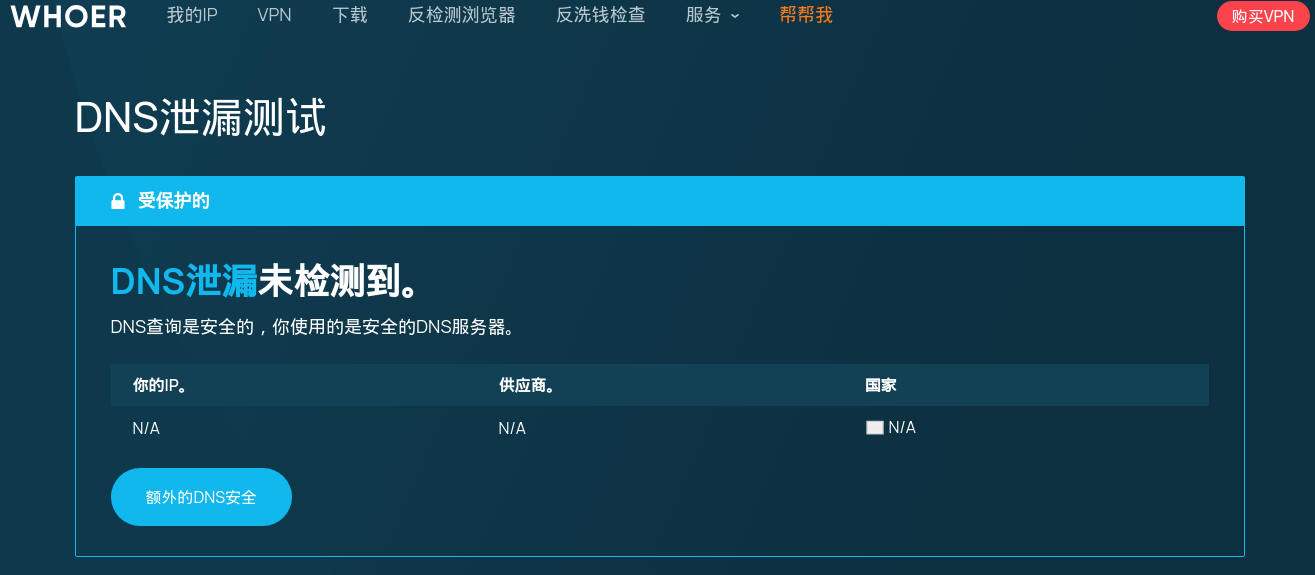 WHOER 我的IP VPN 下载 反检测浏览器 反洗钱检查 服务 帮帮我 购买VPN
DNS泄漏测试
受保护的
DNS泄漏未检测到。
DNS查询是安全的，你使用的是安全的DNS服务器。
你的IP。 供应商。 国家
N/A N/A N/A
额外的DNS安全